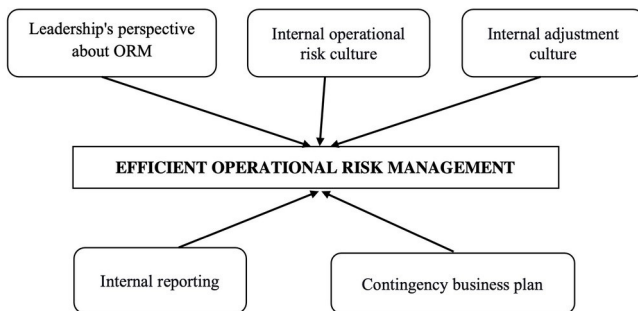 Leadership's perspective
about ORM
Internal operational
risk culture
Internal adjustment
culture
EFFICIENT OPERATIONAL RISK MANAGEMENT
Internal reporting
Contingency business plan